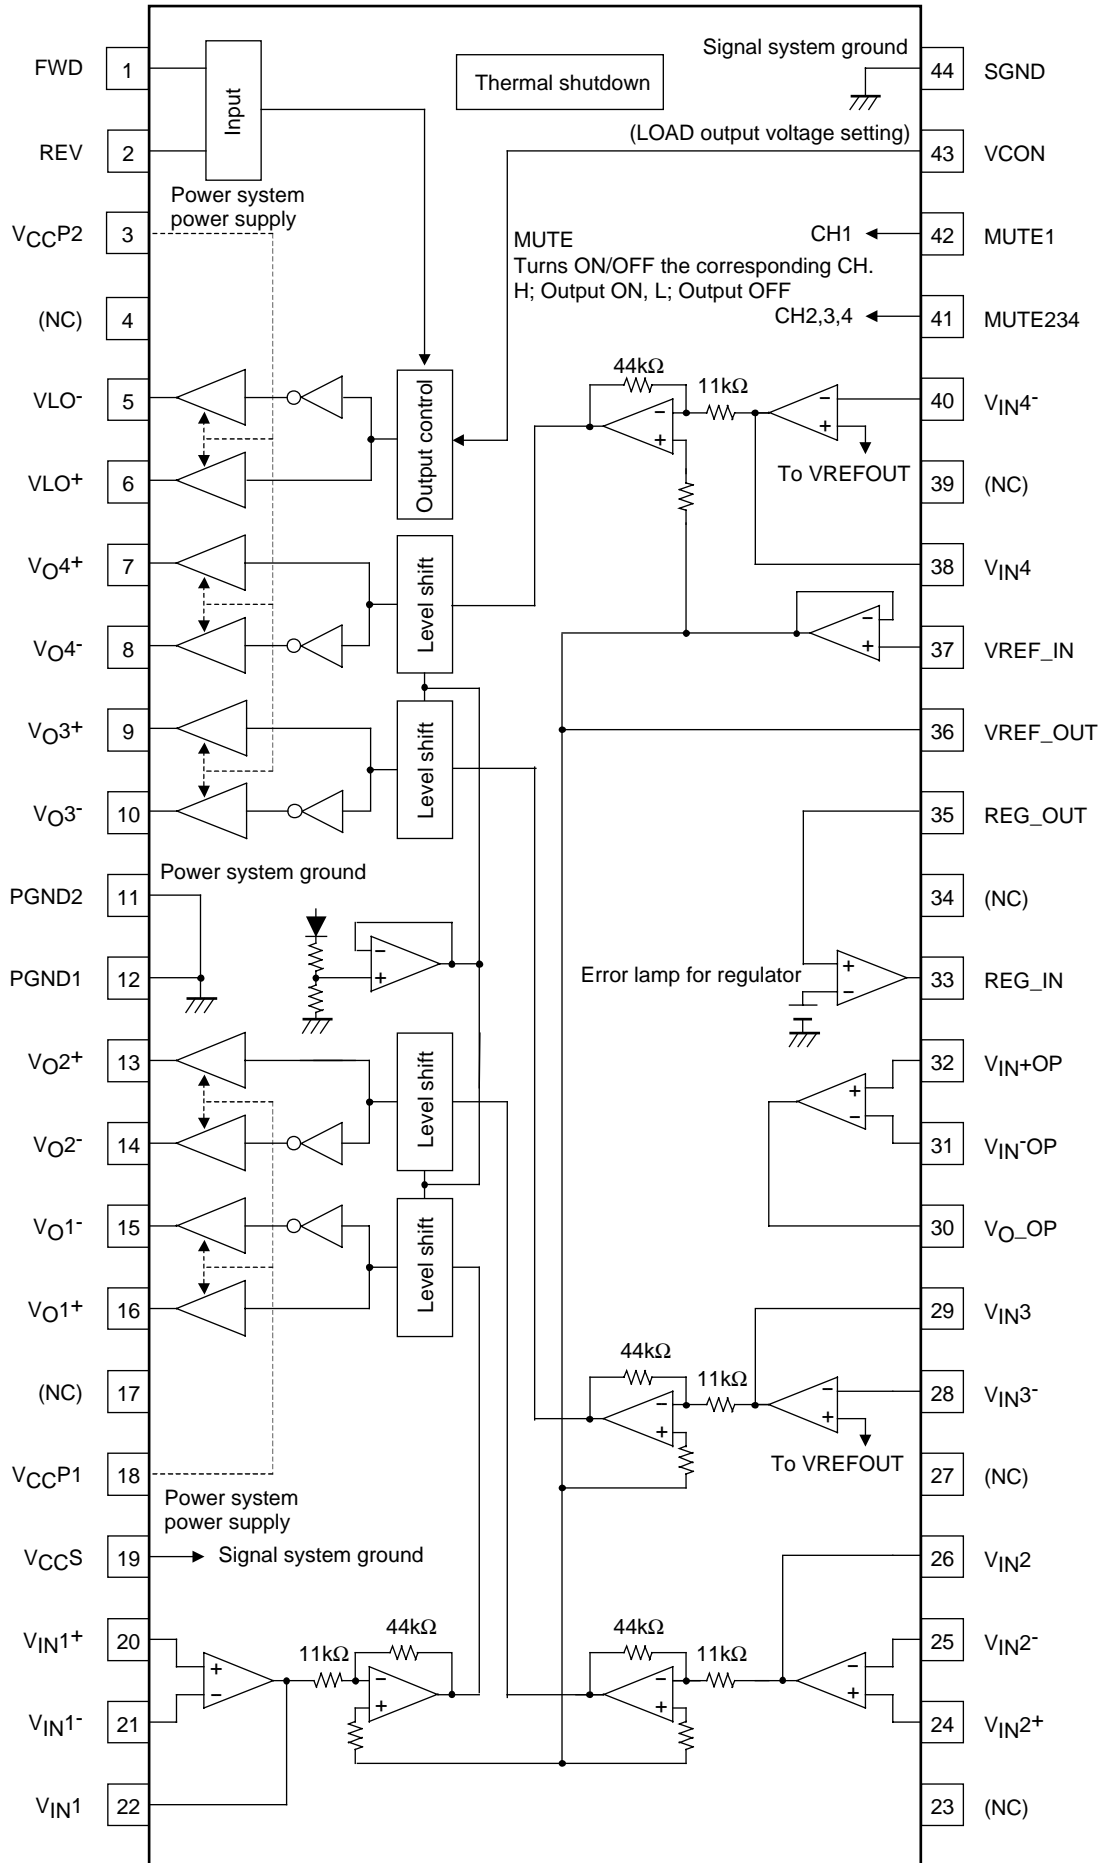 FWD 1
REV 2
VCCP2 3
(NC) 4
VLO- 5
VLO+ 6
VO4+ 7
VO4- 8
VO3+ 9
VO3- 10
PGND2 11
PGND1 12
VO2+ 13
VO2- 14
VO1- 15
VO1+ 16
(NC) 17
VCCP1 18
VCCS 19
VIN1+ 20
VIN1- 21
VIN1 22
Input
Power system
power supply
Thermal shutdown
Signal system ground
(LOAD output voltage setting)
MUTE
Turns ON/OFF the corresponding CH.
H; Output ON, L; Output OFF
CH1
CH2,3,4
Output control
44kΩ
11kΩ
-
+
-
+
To VREFOUT
Level shift
-
+
Level shift
Power system ground
-
+
Error lamp for regulator
+
-
Level shift
+
-
Level shift
44kΩ
11kΩ
-
+
-
+
To VREFOUT
Power system
power supply
Signal system ground
+
-
11kΩ
44kΩ
-
+
44kΩ
11kΩ
-
+
-
+
44 SGND
43 VCON
42 MUTE1
41 MUTE234
40 VIN4-
39 (NC)
38 VIN4
37 VREF_IN
36 VREF_OUT
35 REG_OUT
34 (NC)
33 REG_IN
32 VIN+OP
31 VIN-OP
30 VO_OP
29 VIN3
28 VIN3-
27 (NC)
26 VIN2
25 VIN2-
24 VIN2+
23 (NC)